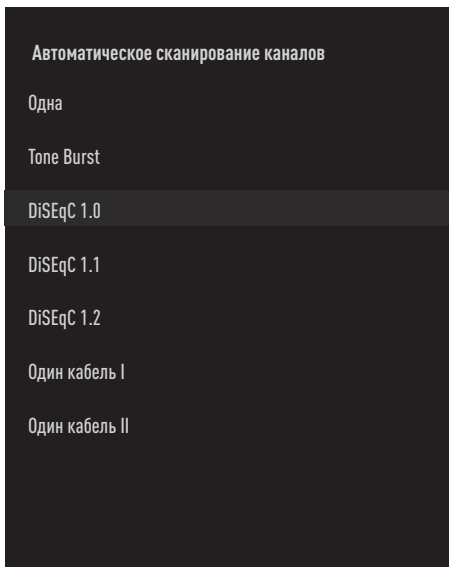 Автоматическое сканирование каналов
Одна
Tone Burst
DiSEqC 1.0
DiSEqC 1.1
DiSEqC 1.2
Один кабель I
Один кабель II